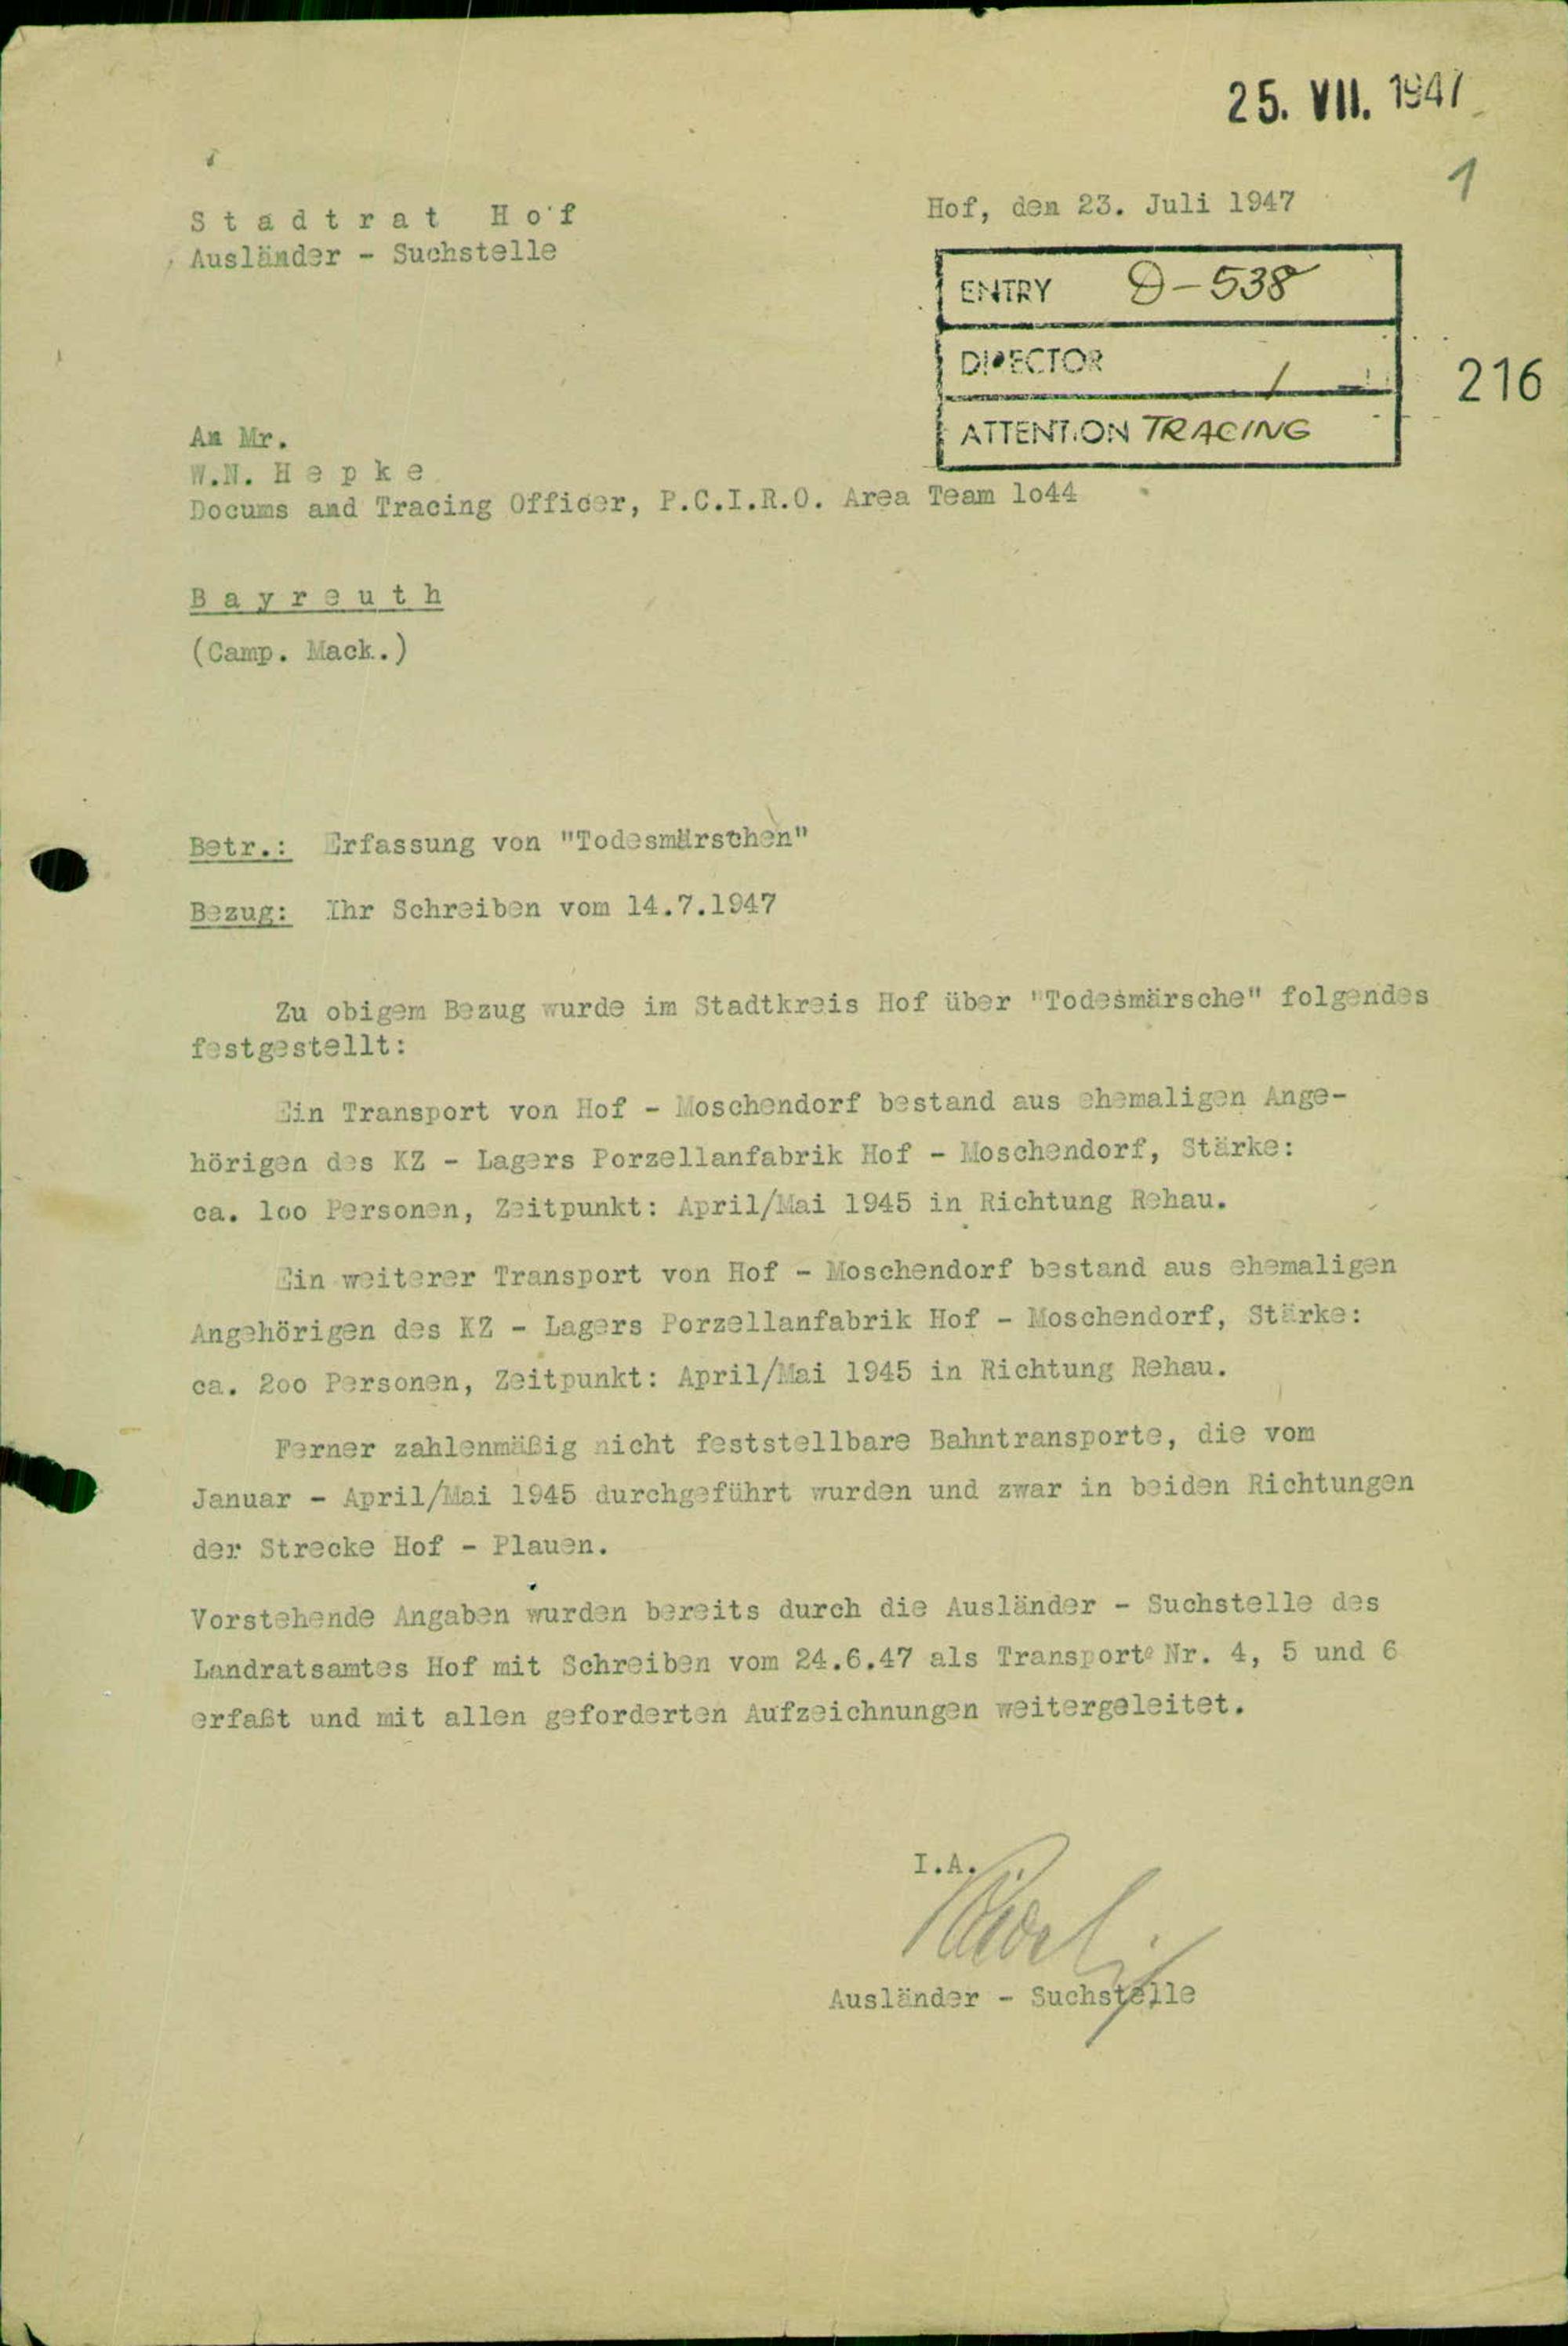 25. VII. 1947
1
Stadtrat Hof
Ausländer - Suchstelle
Hof, den 23. Juli 1947
ENTRY D-538
DIRECTOR
ATTENTION TRACING
216
An Mr.
W.N. Hepke
Docums and Tracing Officer, P.C.I.R.O. Area Team 1o44
Bayreuth
(Camp. Mack.)
Betr.: Erfassung von "Todesmärschen"
Bezug: Ihr Schreiben vom 14.7.1947
Zu obigem Bezug wurde im Stadtkreis Hof über "Todesmärsche" folgendes
festgestellt:
Ein Transport von Hof - Moschendorf bestand aus ehemaligen Ange-
hörigen des KZ - Lagers Porzellanfabrik Hof - Moschendorf, Stärke:
ca. 1oo Personen, Zeitpunkt: April/Mai 1945 in Richtung Rehau.
Ein weiterer Transport von Hof - Moschendorf bestand aus ehemaligen
Angehörigen des KZ - Lagers Porzellanfabrik Hof - Moschendorf, Stärke:
ca. 2oo Personen, Zeitpunkt: April/Mai 1945 in Richtung Rehau.
Ferner zahlenmäßig nicht feststellbare Bahntransporte, die vom
Januar - April/Mai 1945 durchgeführt wurden und zwar in beiden Richtungen
der Strecke Hof - Plauen.
Vorstehende Angaben wurden bereits durch die Ausländer - Suchstelle des
Landratsamtes Hof mit Schreiben vom 24.6.47 als Transporte Nr. 4, 5 und 6
erfaßt und mit allen geforderten Aufzeichnungen weitergeleitet.
I.A.
Ausländer - Suchstelle